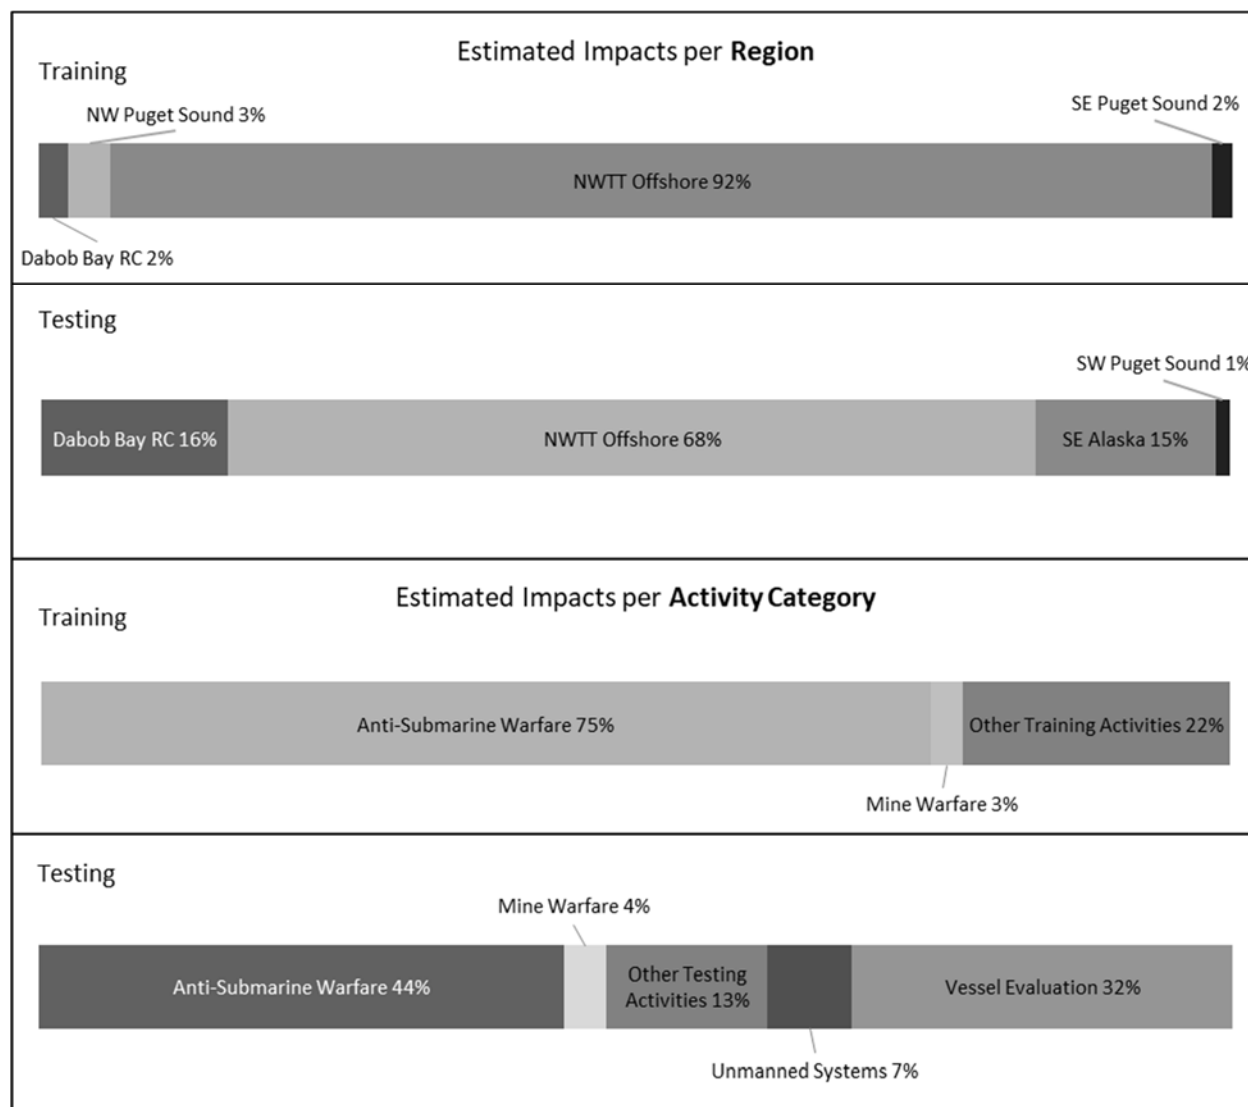 Estimated Impacts per Region
Training
NW Puget Sound 3%
SE Puget Sound 2%
NWTT Offshore 92%
Dabob Bay RC 2%
Testing
SW Puget Sound 1%
Dabob Bay RC 16%
NWTT Offshore 68%
SE Alaska 15%
Estimated Impacts per Activity Category
Training
Anti-Submarine Warfare 75%
Other Training Activities 22%
Mine Warfare 3%
Testing
Mine Warfare 4%
Anti-Submarine Warfare 44%
Other Testing
Activities 13%
Vessel Evaluation 32%
Unmanned Systems 7%